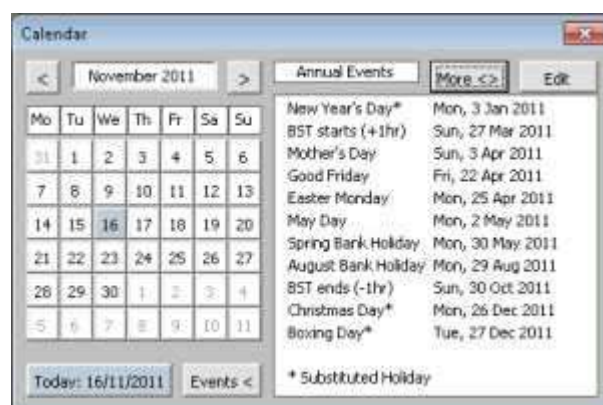 Calendar
< November 2011 >
Mo Tu We Th Fr Sa Su
31 1 2 3 4 5 6
7 8 9 10 11 12 13
14 15 16 17 18 19 20
21 22 23 24 25 26 27
28 29 30 1 2 3 4
5 6 7 8 9 10 11
Today: 16/11/2011 Events <
Annual Events More <> Edit
New Year's Day* Mon, 3 Jan 2011
BST starts (+1hr) Sun, 27 Mar 2011
Mother's Day Sun, 3 Apr 2011
Good Friday Fri, 22 Apr 2011
Easter Monday Mon, 25 Apr 2011
May Day Mon, 2 May 2011
Spring Bank Holiday Mon, 30 May 2011
August Bank Holiday Mon, 29 Aug 2011
BST ends (-1hr) Sun, 30 Oct 2011
Christmas Day* Mon, 26 Dec 2011
Boxing Day* Tue, 27 Dec 2011
* Substituted Holiday